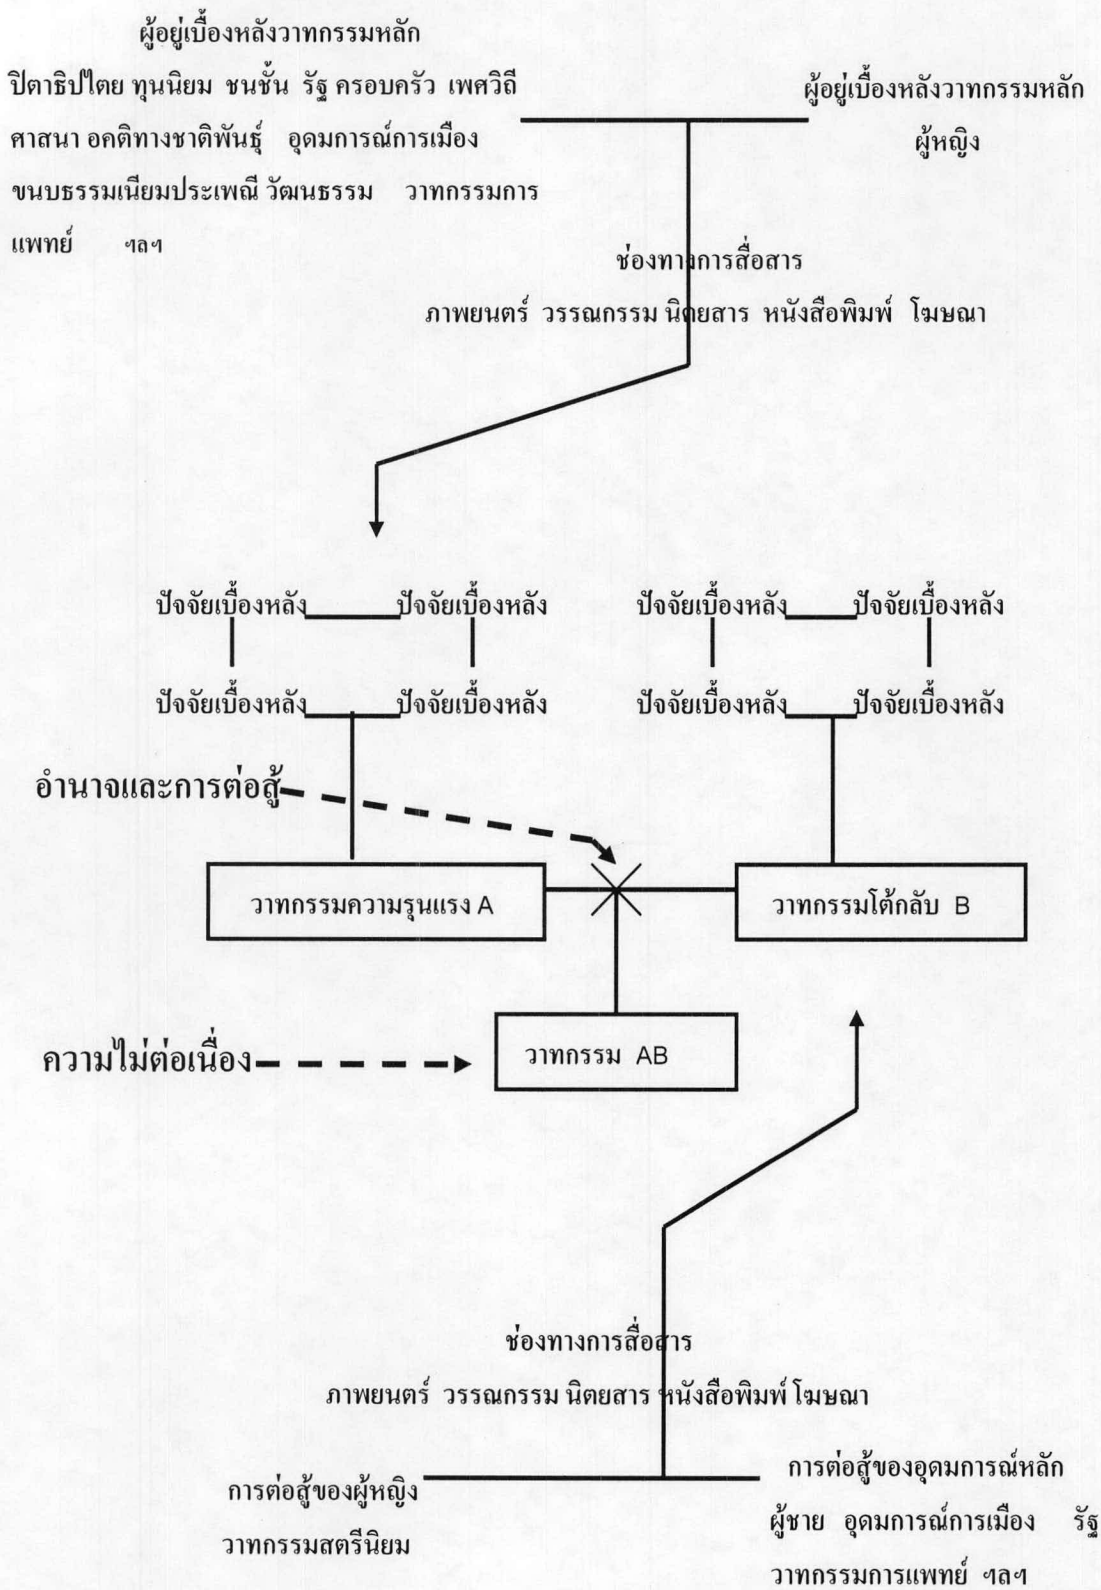 ผู้อยู่เบื้องหลังวาทกรรมหลัก
ปิตาธิปไตย ทุนนิยม ชนชั้น รัฐ ครอบครัว เพศวิถี
ศาสนา อคติทางชาติพันธุ์ อุดมการณ์การเมือง
ขนบธรรมเนียมประเพณี วัฒนธรรม วาทกรรมการ
แพทย์ ฯลฯ
ผู้อยู่เบื้องหลังวาทกรรมหลัก
ผู้หญิง
ช่องทางการสื่อสาร
ภาพยนตร์ วรรณกรรม นิตยสาร หนังสือพิมพ์ โฆษณา
ปัจจัยเบื้องหลัง ปัจจัยเบื้องหลัง ปัจจัยเบื้องหลัง ปัจจัยเบื้องหลัง
ปัจจัยเบื้องหลัง ปัจจัยเบื้องหลัง ปัจจัยเบื้องหลัง ปัจจัยเบื้องหลัง
อำนาจและการต่อสู้
วาทกรรมความรุนแรง A วาทกรรมโต้กลับ B
ความไม่ต่อเนื่อง วาทกรรม AB
ช่องทางการสื่อสาร
ภาพยนตร์ วรรณกรรม นิตยสาร หนังสือพิมพ์ โฆษณา
การต่อสู้ของผู้หญิง
วาทกรรมสตรีนิยม
การต่อสู้ของอุดมการณ์หลัก
ผู้ชาย อุดมการณ์การเมือง รัฐ
วาทกรรมการแพทย์ ฯลฯ